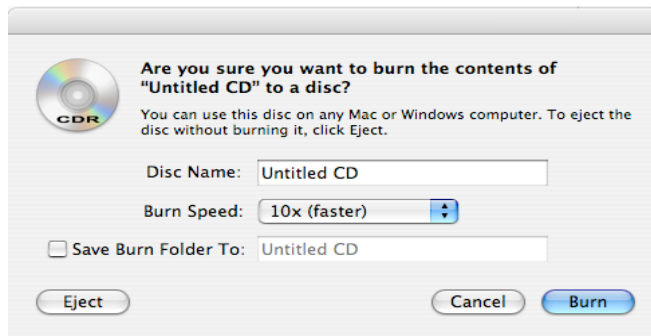 CDR
Are you sure you want to burn the contents of
“Untitled CD” to a disc?
You can use this disc on any Mac or Windows computer. To eject the
disc without burning it, click Eject.
Disc Name: Untitled CD
Burn Speed: 10x (faster)
Save Burn Folder To: Untitled CD
Eject Cancel Burn